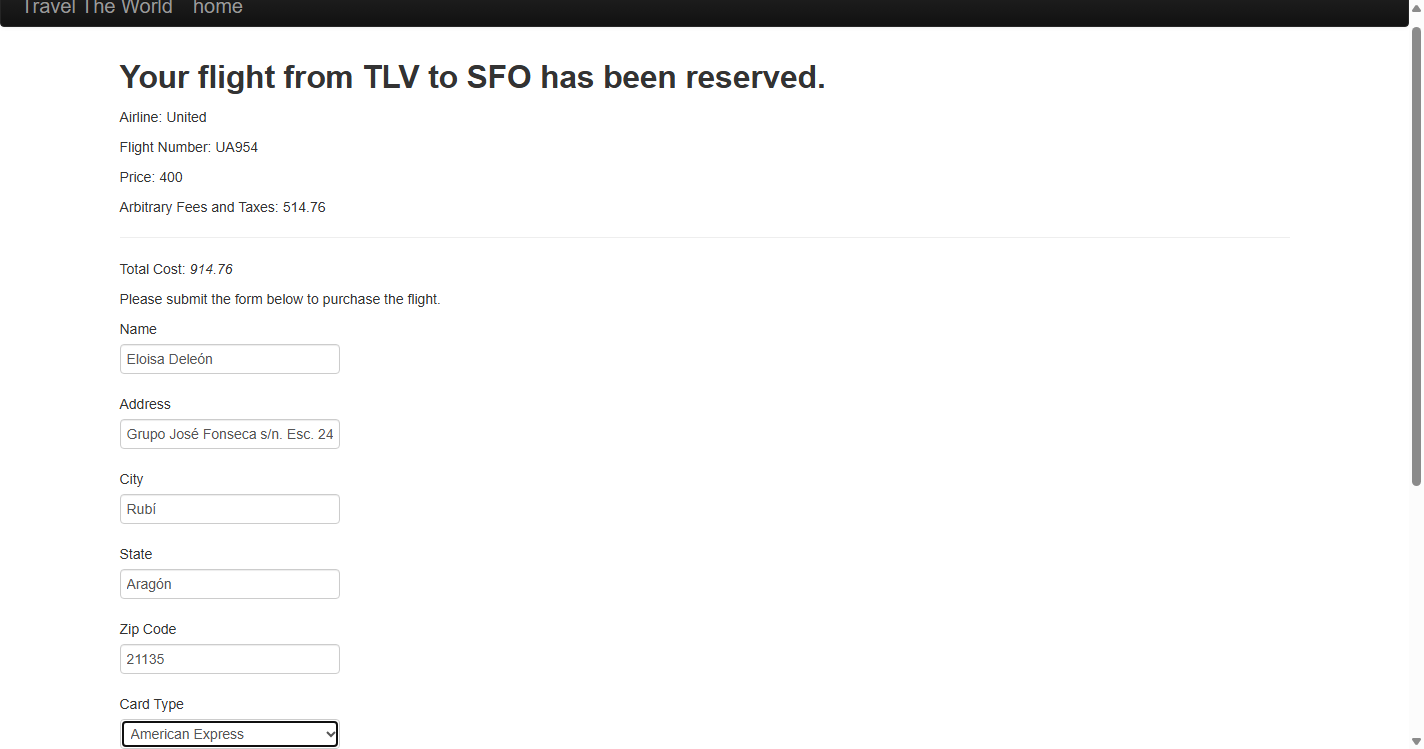 Travel The World home
Your flight from TLV to SFO has been reserved.
Airline: United
Flight Number: UA954
Price: 400
Arbitrary Fees and Taxes: 514.76
Total Cost: 914.76
Please submit the form below to purchase the flight.
Name
Eloisa Deleón
Address
Grupo José Fonseca s/n. Esc. 24
City
Rubí
State
Aragón
Zip Code
21135
Card Type
American Express